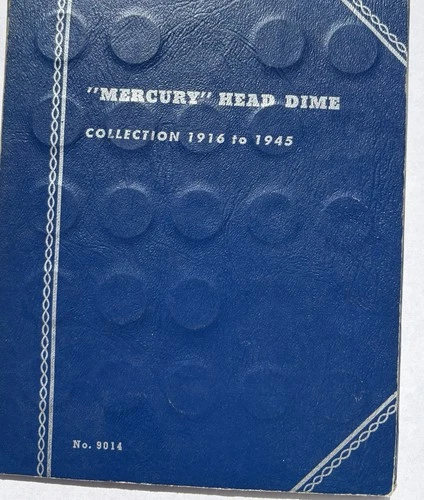 "MERCURY" HEAD DIME
COLLECTION 1916 to 1945
No. 9014